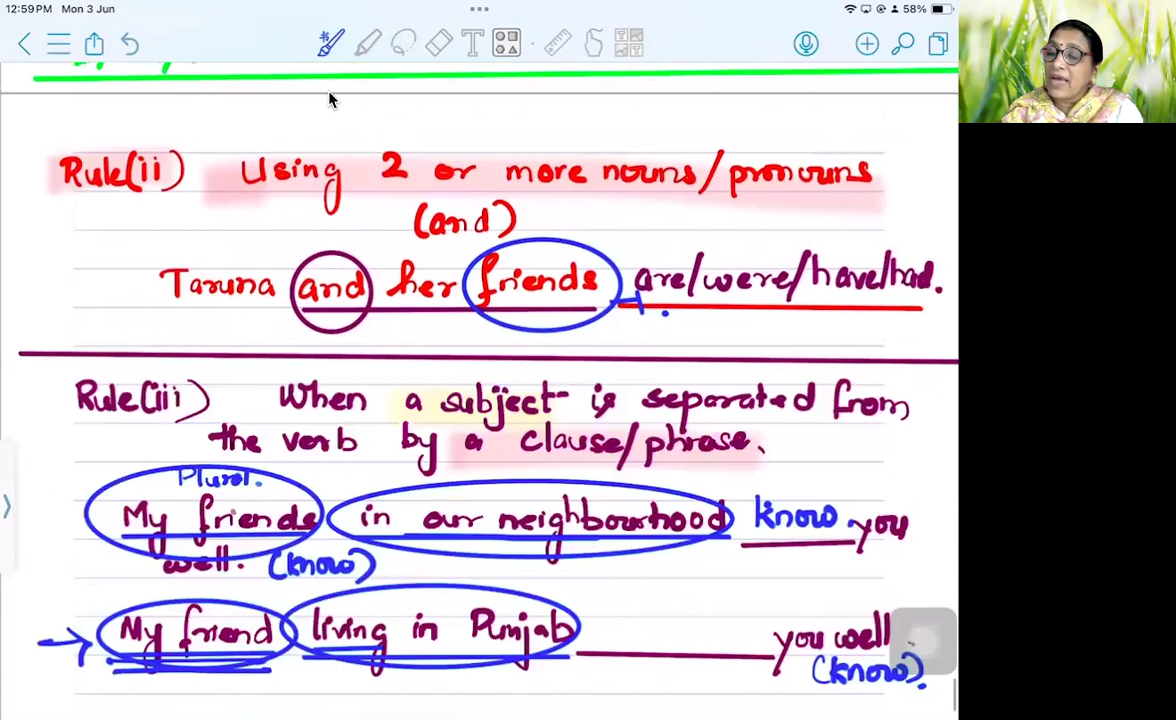 12:59 PM Mon 3 Jun
58%
Rule(ii) Using 2 or more nouns/pronouns
(and)
Taruna and her friends are/were/have/had.
Rule(iii) When a subject is separated from
the verb by a clause/phrase.
Plural.
My friends in our neighbourhood know you
well. (know)
My friend living in Punjab you well
(know).